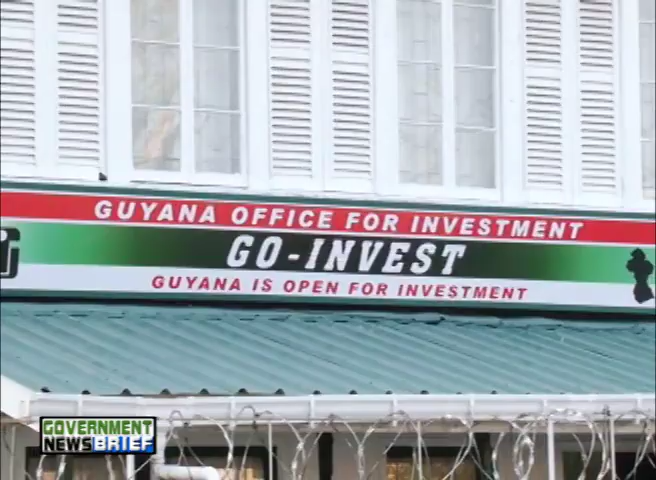 GUYANA OFFICE FOR INVESTMENT
GO-INVEST
GUYANA IS OPEN FOR INVESTMENT
GOVERNMENT
NEWS BRIEF